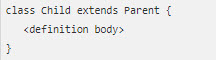 class Child extends Parent {
   <definition body>
}